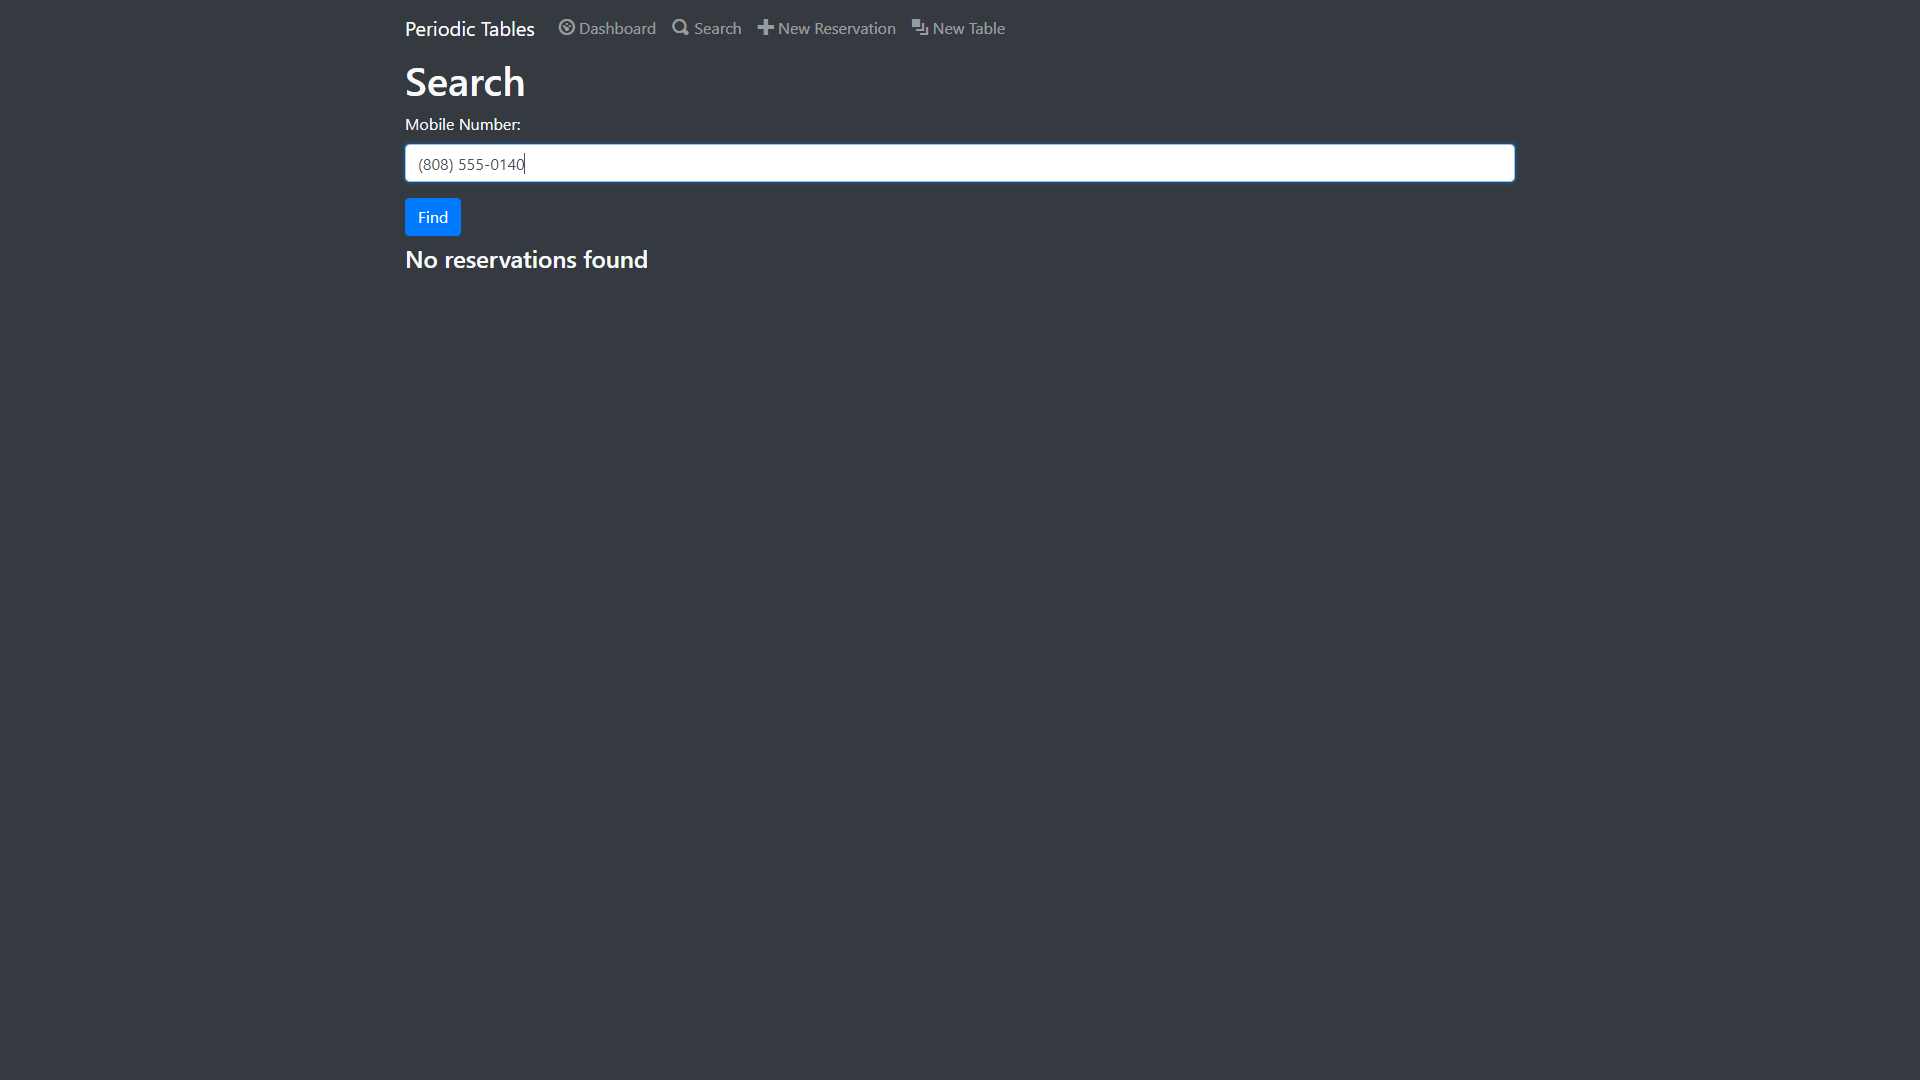 Periodic Tables Dashboard Search New Reservation New Table
Search
Mobile Number:
(808) 555-0140
Find
No reservations found